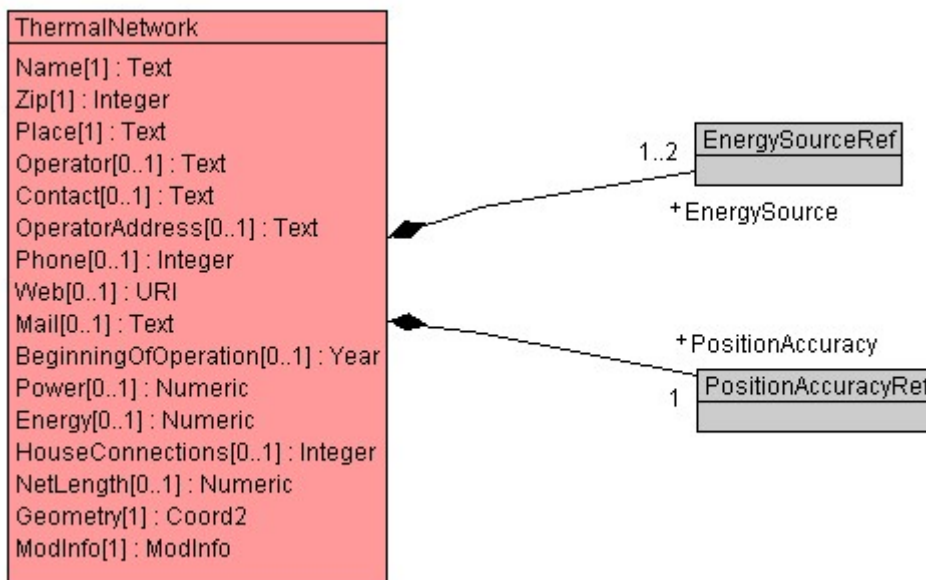 ThermalNetwork
Name[1] : Text
Zip[1] : Integer
Place[1] : Text
Operator[0..1] : Text
Contact[0..1] : Text
OperatorAddress[0..1] : Text
Phone[0..1] : Integer
Web[0..1] : URI
Mail[0..1] : Text
BeginningOfOperation[0..1] : Year
Power[0..1] : Numeric
Energy[0..1] : Numeric
HouseConnections[0..1] : Integer
NetLength[0..1] : Numeric
Geometry[1] : Coord2
ModInfo[1] : ModInfo
EnergySourceRef
1..2
+EnergySource
+PositionAccuracy
PositionAccuracyRef
1